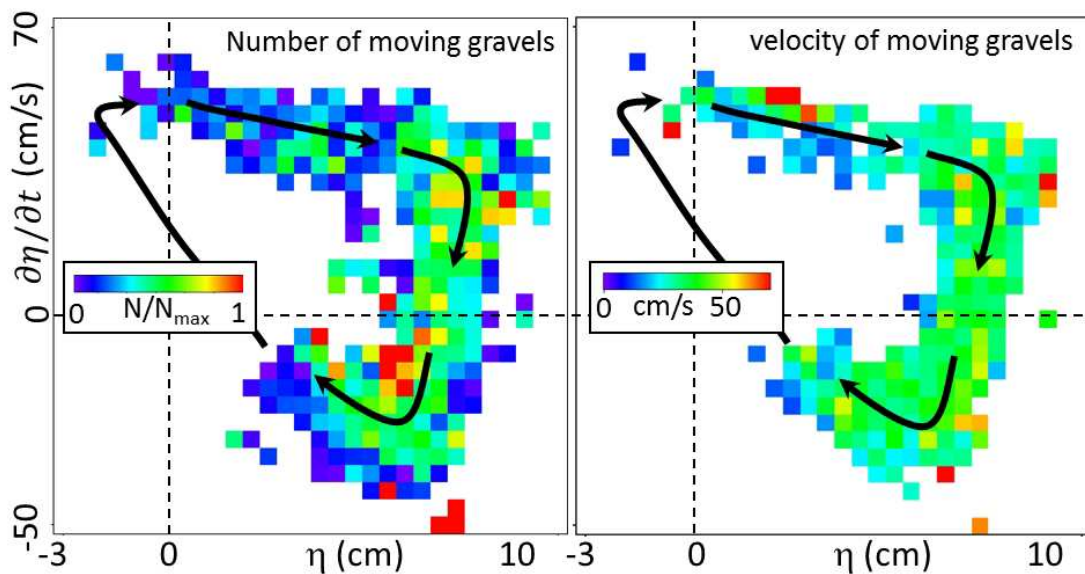 70
Number of moving gravels
velocity of moving gravels
∂η/∂t (cm/s)
0 N/Nmax 1
0 cm/s 50
0
-50
-3 0 η (cm) 10
-3 0 η (cm) 10